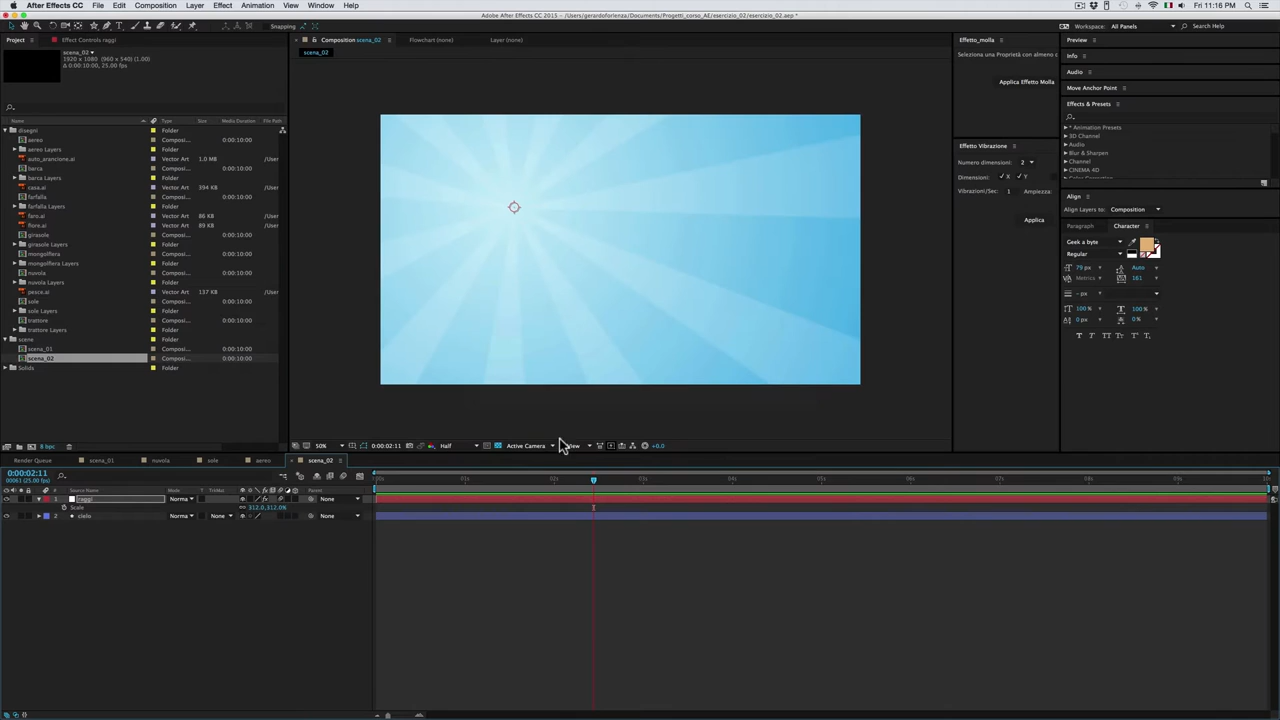 After Effects CC File Edit Composition Layer Effect Animation View Window Help Fri 11:16 PM
Adobe After Effects CC 2015 - /Users/gerardoforienza/Documents/Progetti_corso_AE/esercizio_02/esercizio_02.aep *
Snapping Workspace: All Panels Search Help
Project Effect Controls raggi Composition scena_02 Flowchart (none) Layer (none) Effetto_molla Preview
scena_02 scena_02
1920 x 1080 (960 x 540) (1.00) Seleziona una Proprietà con almeno Info
Δ 0:00:10:00, 25.00 fps
Audio
Applica Effetto Molla
Move Anchor Point
Effects & Presets
Name Type Size Media Duration File Path
disegni Folder * Animation Presets
aereo Composi... 0:00:10:00 3D Channel
aereo Layers Folder Effetto Vibrazione Audio
auto_arancione.ai Vector Art 1.0 MB /User Blur & Sharpen
barca Composi... 0:00:10:00 Numero dimensioni: 2 Channel
barca Layers Folder Dimensioni: X Y CINEMA 4D
casa.ai Vector Art 394 KB /User Vibrazioni/Sec: 1 Ampiezza:
farfalla Composi... 0:00:10:00 Align
farfalla Layers Folder Align Layers to: Composition
faro.ai Vector Art 86 KB /User Applica
fiore.ai Vector Art 89 KB /User Paragraph Character
girasole Composi... 0:00:10:00 Geek a byte
girasole Layers Folder Regular
mongolfiera Composi... 0:00:10:00
mongolfiera Layers Folder 79 px Auto
nuvola Composi... 0:00:10:00 Metrics 161
nuvola Layers Folder
pesce.ai Vector Art 137 KB /User - px
sole Composi... 0:00:10:00 100 % 100 %
sole Layers Folder 0 px 0 %
trattore Composi... 0:00:10:00
trattore Layers Folder
scene Folder
scena_01 Composi... 0:00:10:00
scena_02 Composi... 0:00:10:00
Solids Folder
8 bpc 50% 0:00:02:11 Half Active Camera +0.0
Render Queue scena_01 nuvola sole aereo scena_02
0:00:02:11
00061 (25.00 fps)
# Source Name Mode T TrkMat Parent
1 raggi Norma None
Scale 312.0,312.0%
2 cielo Norma None None